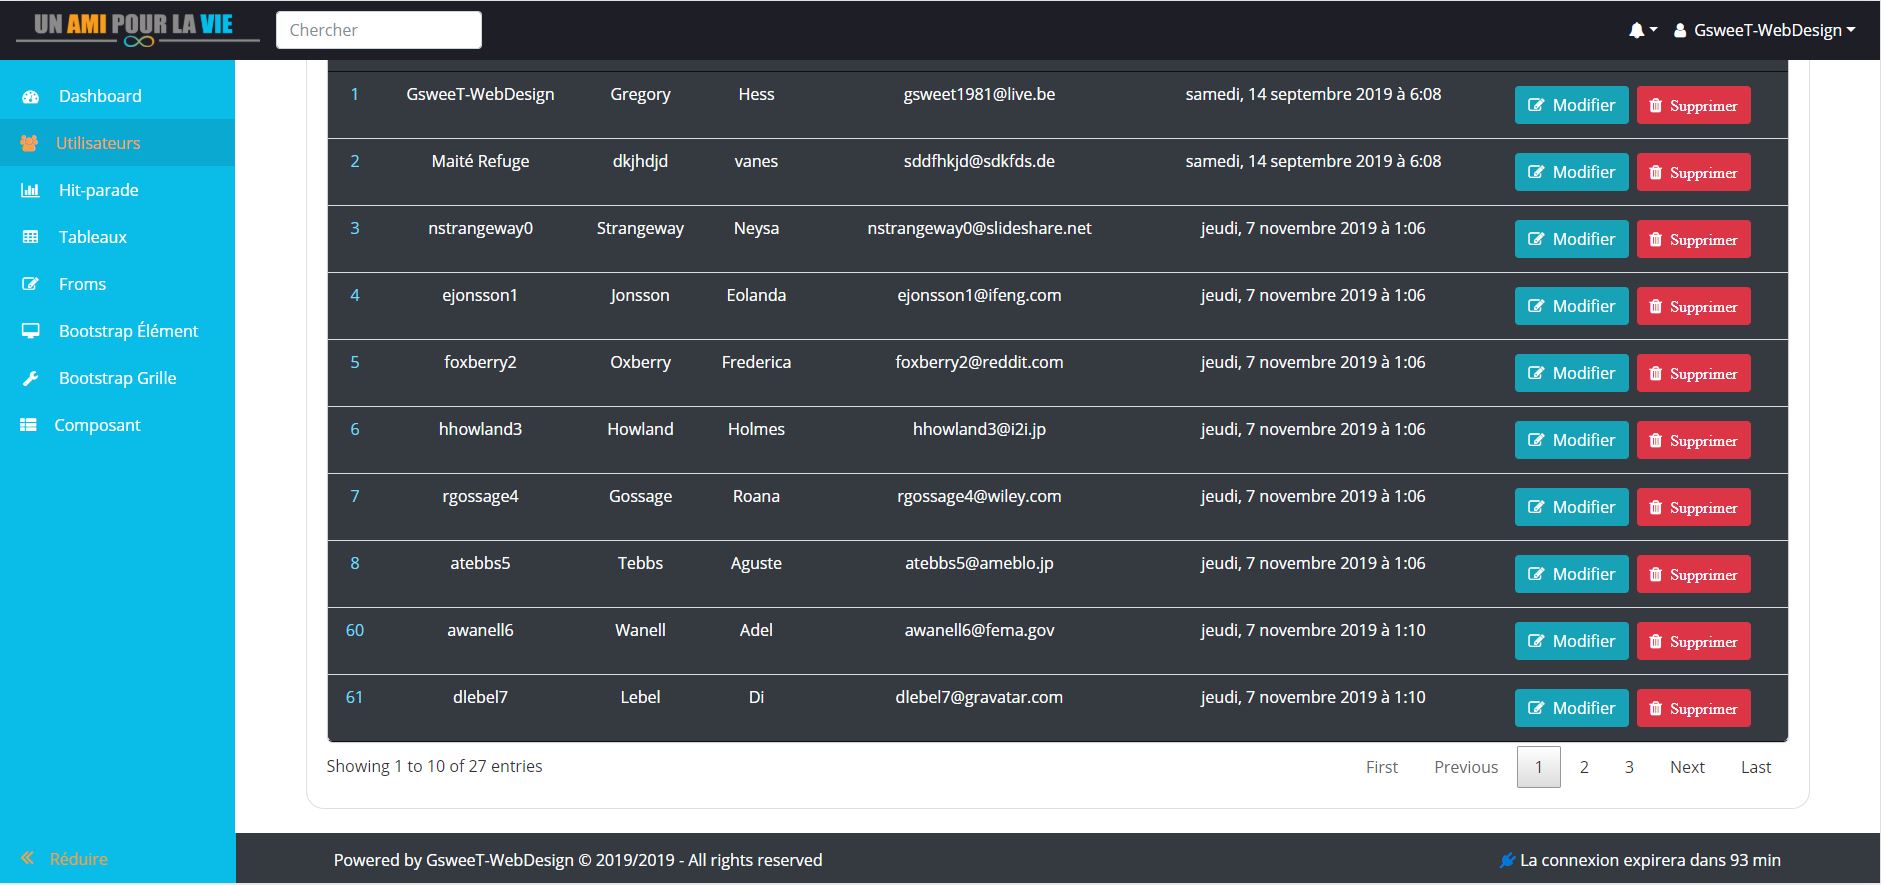 UN AMI POUR LA VIE
Chercher
GsweeT-WebDesign
Dashboard
Utilisateurs
Hit-parade
Tableaux
Froms
Bootstrap Élément
Bootstrap Grille
Composant
Réduire
1 GsweeT-WebDesign Gregory Hess gsweet1981@live.be samedi, 14 septembre 2019 à 6:08 Modifier Supprimer
2 Maité Refuge dkjhdjd vanes sddfhkjd@sdkfds.de samedi, 14 septembre 2019 à 6:08 Modifier Supprimer
3 nstrangeway0 Strangeway Neysa nstrangeway0@slideshare.net jeudi, 7 novembre 2019 à 1:06 Modifier Supprimer
4 ejonsson1 Jonsson Eolanda ejonsson1@ifeng.com jeudi, 7 novembre 2019 à 1:06 Modifier Supprimer
5 foxberry2 Oxberry Frederica foxberry2@reddit.com jeudi, 7 novembre 2019 à 1:06 Modifier Supprimer
6 hhowland3 Howland Holmes hhowland3@i2i.jp jeudi, 7 novembre 2019 à 1:06 Modifier Supprimer
7 rgossage4 Gossage Roana rgossage4@wiley.com jeudi, 7 novembre 2019 à 1:06 Modifier Supprimer
8 atebbs5 Tebbs Aguste atebbs5@ameblo.jp jeudi, 7 novembre 2019 à 1:06 Modifier Supprimer
60 awanell6 Wanell Adel awanell6@fema.gov jeudi, 7 novembre 2019 à 1:10 Modifier Supprimer
61 dlebel7 Lebel Di dlebel7@gravatar.com jeudi, 7 novembre 2019 à 1:10 Modifier Supprimer
Showing 1 to 10 of 27 entries First Previous 1 2 3 Next Last
Powered by GsweeT-WebDesign © 2019/2019 - All rights reserved La connexion expirera dans 93 min